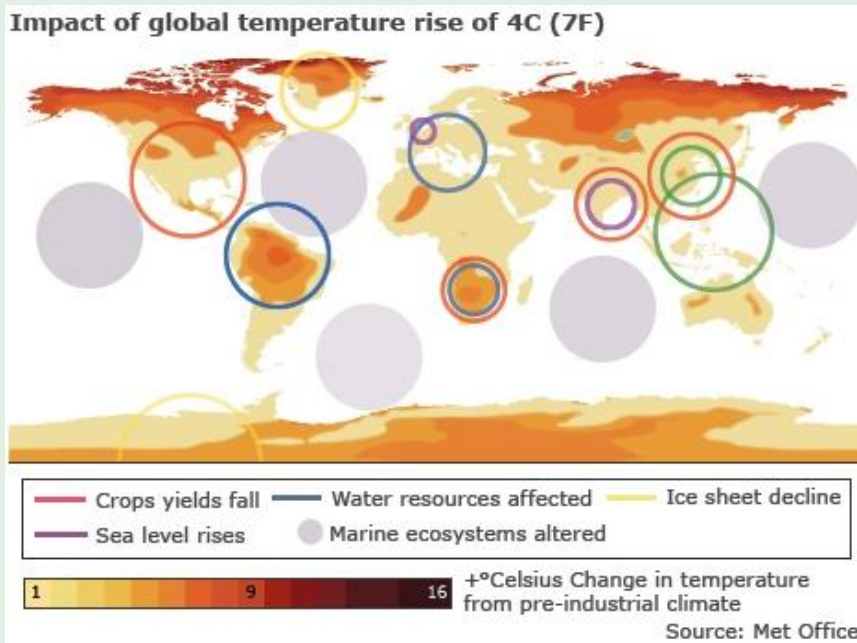 Impact of global temperature rise of 4C (7F)
Crops yields fall
Water resources affected
Ice sheet decline
Sea level rises
Marine ecosystems altered
1
9
16
+°Celsius Change in temperature
from pre-industrial climate
Source: Met Office